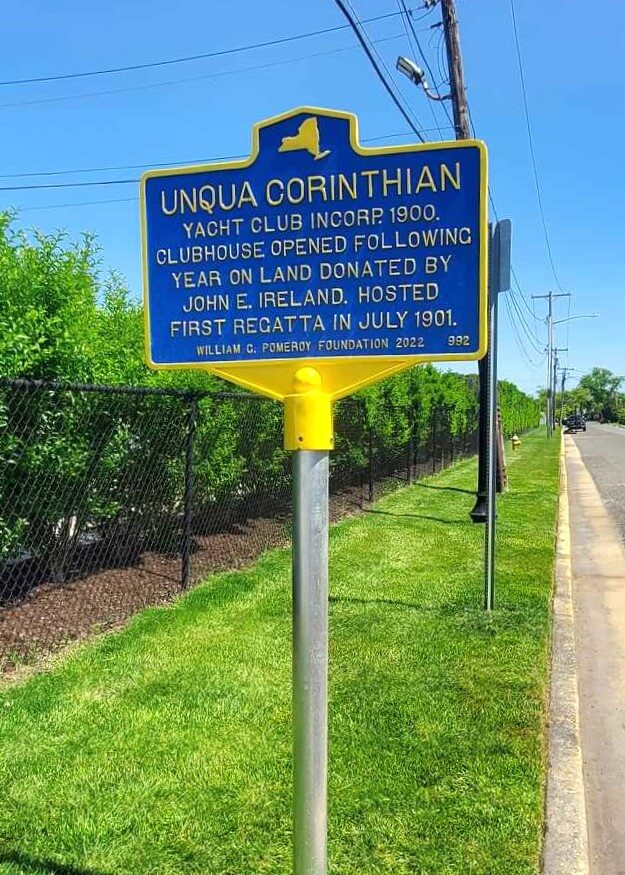 UNQUA CORINTHIAN
YACHT CLUB INCORP. 1900.
CLUBHOUSE OPENED FOLLOWING
YEAR ON LAND DONATED BY
JOHN E. IRELAND. HOSTED
FIRST REGATTA IN JULY 1901.
WILLIAM G. POMEROY FOUNDATION 2022 992